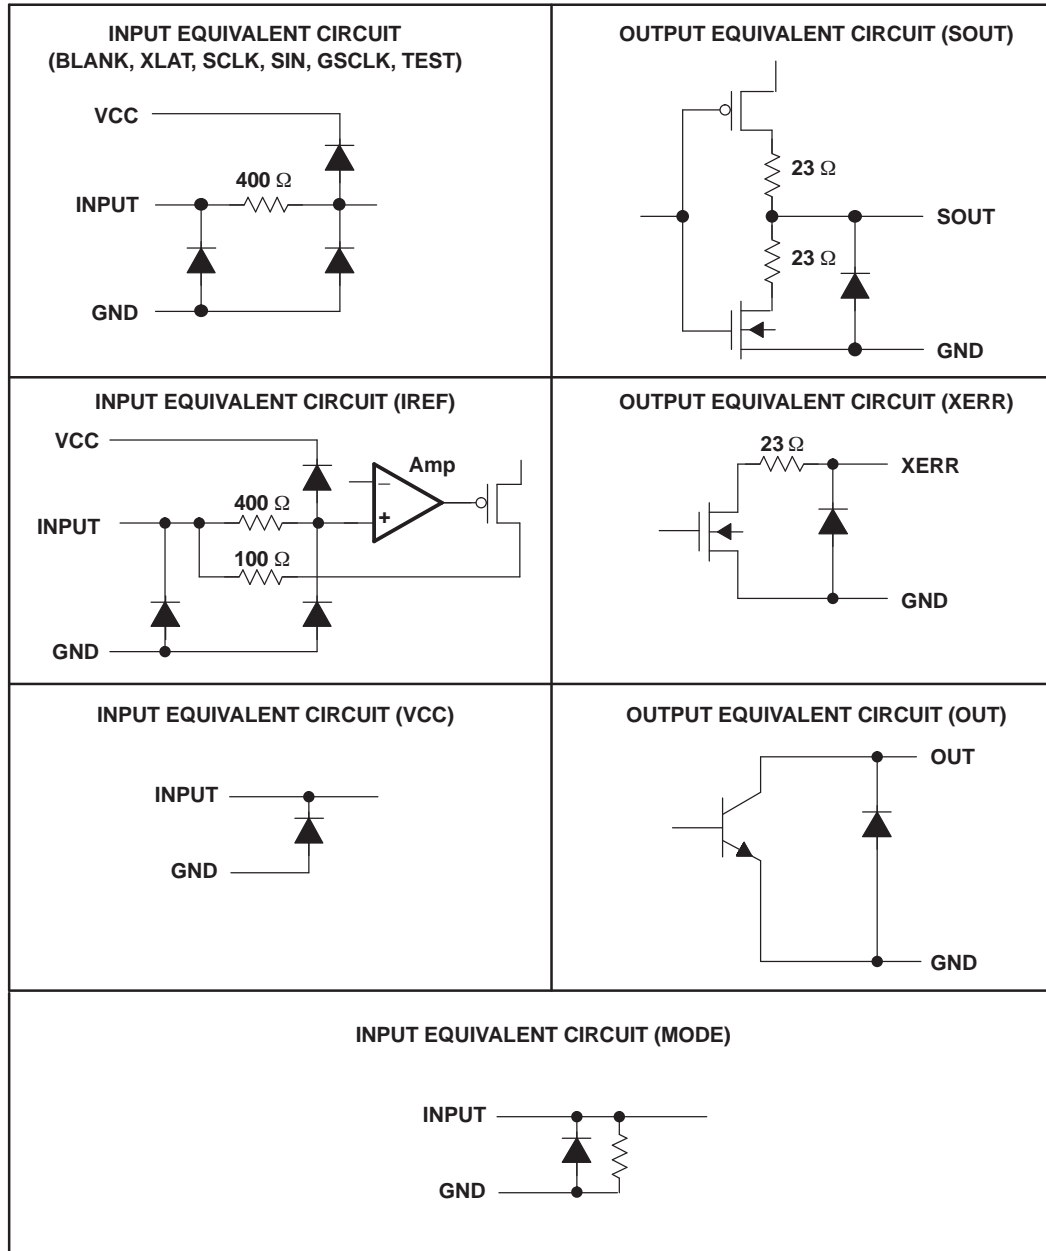 INPUT EQUIVALENT CIRCUIT
(BLANK, XLAT, SCLK, SIN, GSCLK, TEST)
VCC
400 Ω
INPUT
GND
OUTPUT EQUIVALENT CIRCUIT (SOUT)
23 Ω
SOUT
23 Ω
GND
INPUT EQUIVALENT CIRCUIT (IREF)
VCC
Amp
–
400 Ω
INPUT
+
100 Ω
GND
OUTPUT EQUIVALENT CIRCUIT (XERR)
23 Ω
XERR
GND
INPUT EQUIVALENT CIRCUIT (VCC)
INPUT
GND
OUTPUT EQUIVALENT CIRCUIT (OUT)
OUT
GND
INPUT EQUIVALENT CIRCUIT (MODE)
INPUT
GND